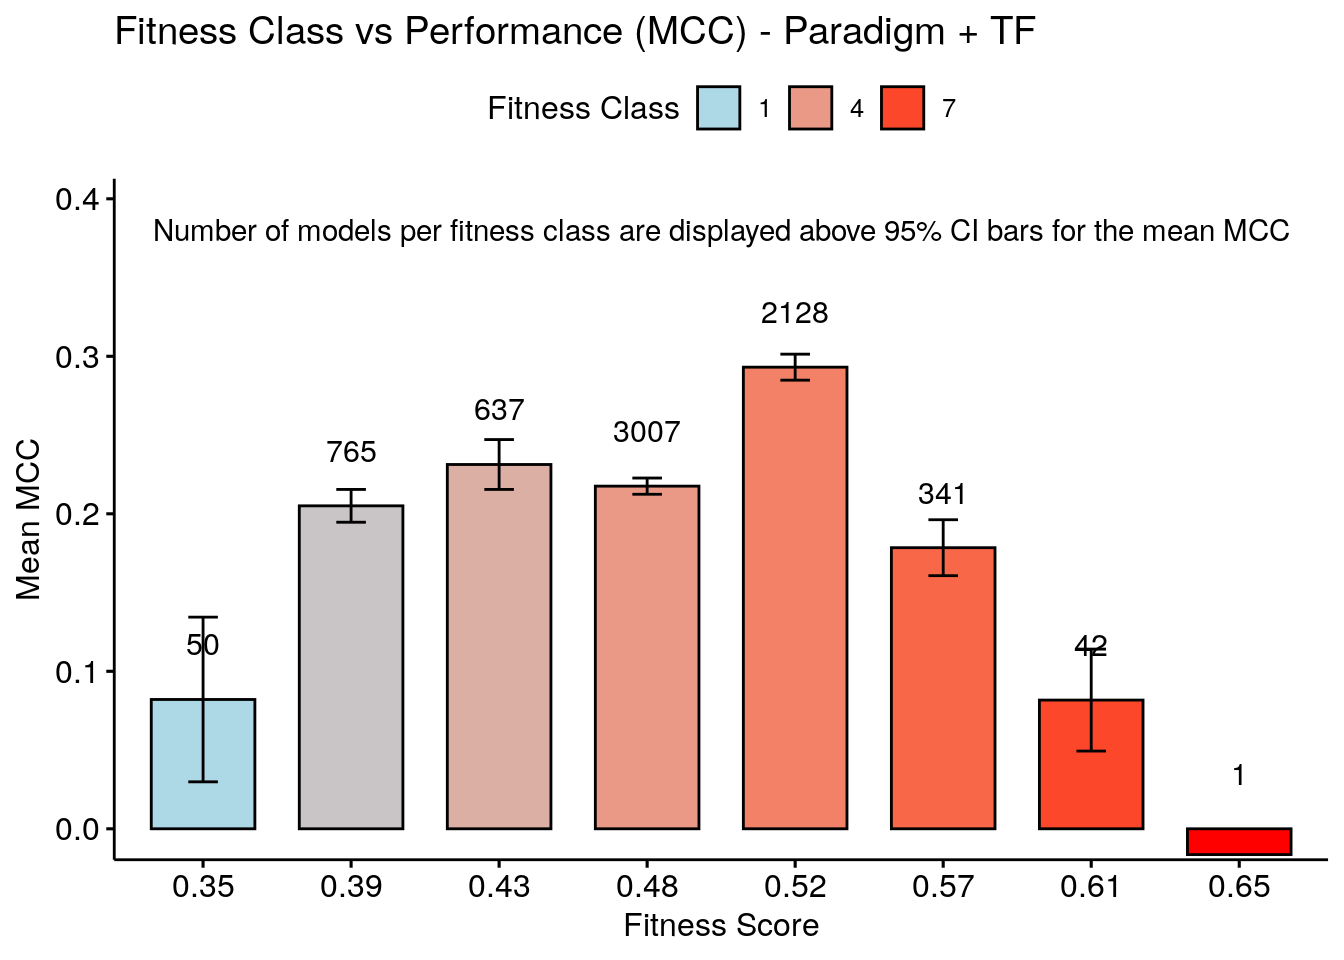 Fitness Class vs Performance (MCC) - Paradigm + TF
Fitness Class 1 4 7
Number of models per fitness class are displayed above 95% CI bars for the mean MCC
Mean MCC
0.4
0.3
0.2
0.1
0.0
50
765
637
3007
2128
341
42
1
0.35 0.39 0.43 0.48 0.52 0.57 0.61 0.65
Fitness Score